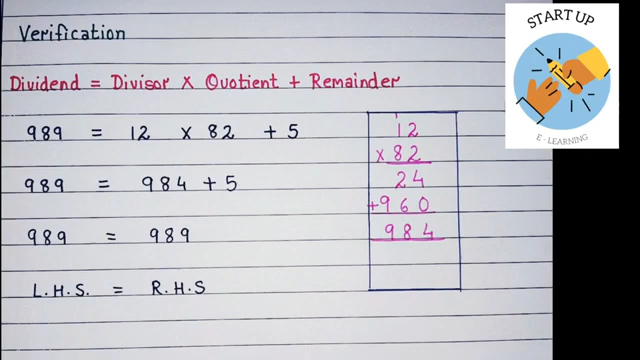 Verification
Dividend = Divisor X Quotient + Remainder
989 = 12 x 82 + 5
989 = 984 + 5
989 = 989
L.H.S. = R.H.S
1
12
x 82
24
+960
984
START UP
E - LEARNING